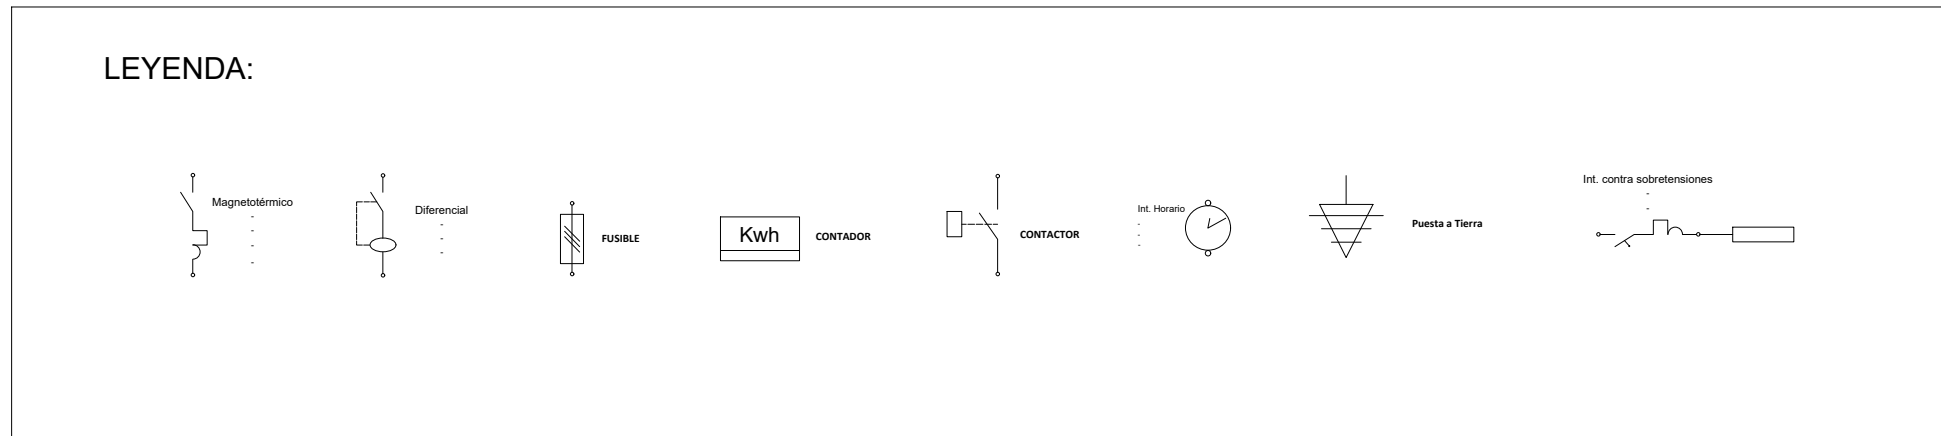 LEYENDA:
Magnetotérmico
-
-
-
-
Diferencial
-
-
-
FUSIBLE
Kwh
CONTADOR
CONTACTOR
Int. Horario
-
-
-
Puesta a Tierra
Int. contra sobretensiones
-
-